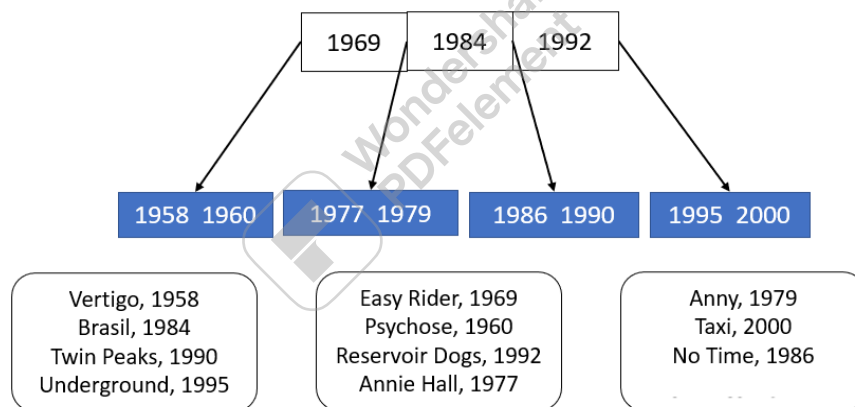 1969 1984 1992
1958 1960 1977 1979 1986 1990 1995 2000
Vertigo, 1958
Brasil, 1984
Twin Peaks, 1990
Underground, 1995
Easy Rider, 1969
Psychose, 1960
Reservoir Dogs, 1992
Annie Hall, 1977
Anny, 1979
Taxi, 2000
No Time, 1986
PDFelement